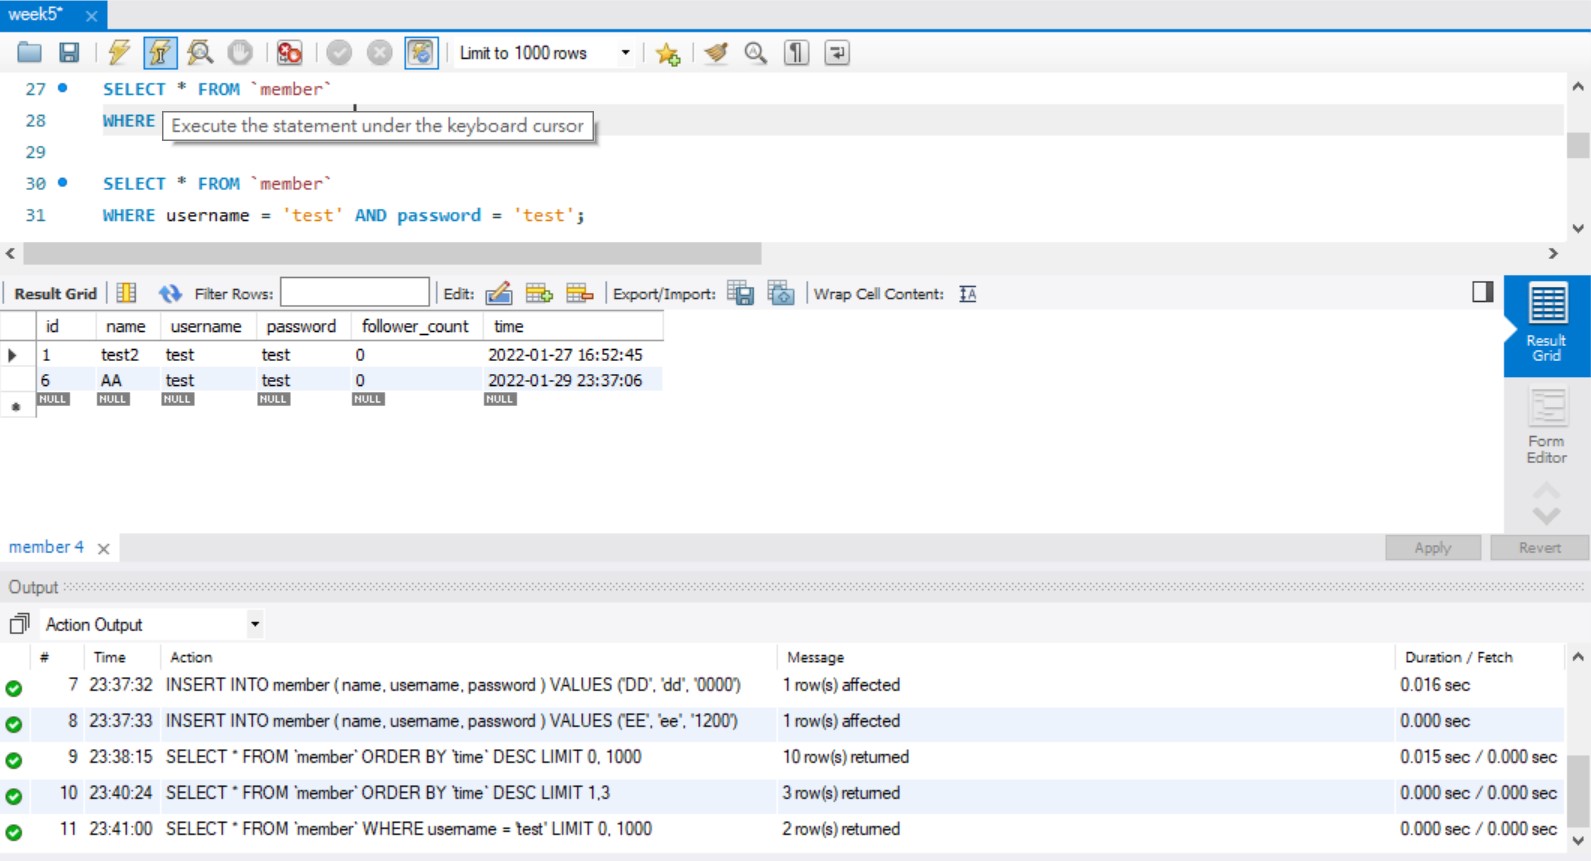 week5*
Limit to 1000 rows
27 SELECT * FROM `member`
28 WHERE
Execute the statement under the keyboard cursor
29
30 SELECT * FROM `member`
31 WHERE username = 'test' AND password = 'test';
Result Grid Filter Rows: Edit: Export/Import: Wrap Cell Content: IA
id name username password follower_count time
1 test2 test test 0 2022-01-27 16:52:45
6 AA test test 0 2022-01-29 23:37:06
NULL NULL NULL NULL NULL NULL
Result
Grid
Form
Editor
member 4
Apply Revert
Output
Action Output
# Time Action Message Duration / Fetch
7 23:37:32 INSERT INTO member ( name, username, password ) VALUES ('DD', 'dd', '0000') 1 row(s) affected 0.016 sec
8 23:37:33 INSERT INTO member ( name, username, password ) VALUES ('EE', 'ee', '1200') 1 row(s) affected 0.000 sec
9 23:38:15 SELECT * FROM `member` ORDER BY `time` DESC LIMIT 0, 1000 10 row(s) returned 0.015 sec / 0.000 sec
10 23:40:24 SELECT * FROM `member` ORDER BY `time` DESC LIMIT 1,3 3 row(s) returned 0.000 sec / 0.000 sec
11 23:41:00 SELECT * FROM `member` WHERE username = 'test' LIMIT 0, 1000 2 row(s) returned 0.000 sec / 0.000 sec